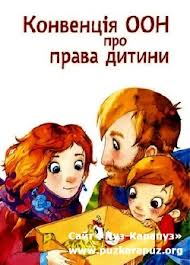 Конвенція ООН
про
права дитини
Сайт «Пуз Карапуз»
www.puzkarapuz.org